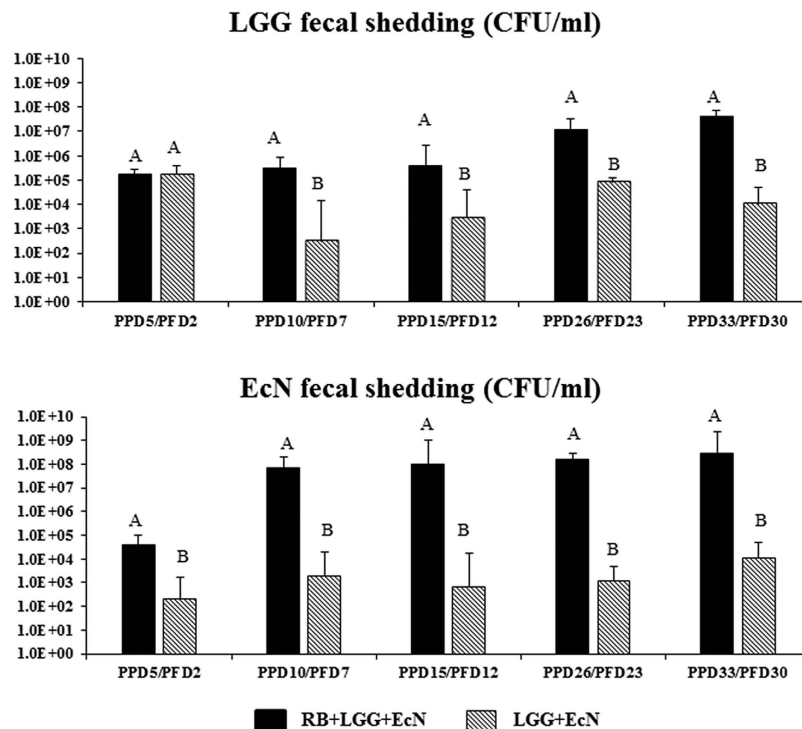 LGG fecal shedding (CFU/ml)
1.0E +10
1.0E+09
1.0E+08
1.0E+07
1.0E+06
1.0E+05
1.0E+04
1.0E+03
1.0E+02
1.0E+01
1.0E+00
A A A B A B A B A B
PPD5/PFD2 PPD10/PFD7 PPD15/PFD12 PPD26/PFD23 PPD33/PFD30
EcN fecal shedding (CFU/ml)
1.0E +10
1.0E+09
1.0E+08
1.0E+07
1.0E+06
1.0E+05
1.0E+04
1.0E+03
1.0E+02
1.0E+01
1.0E+00
A B A B A B A B A B
PPD5/PFD2 PPD10/PFD7 PPD15/PFD12 PPD26/PFD23 PPD33/PFD30
RB+LGG+EcN LGG+EcN